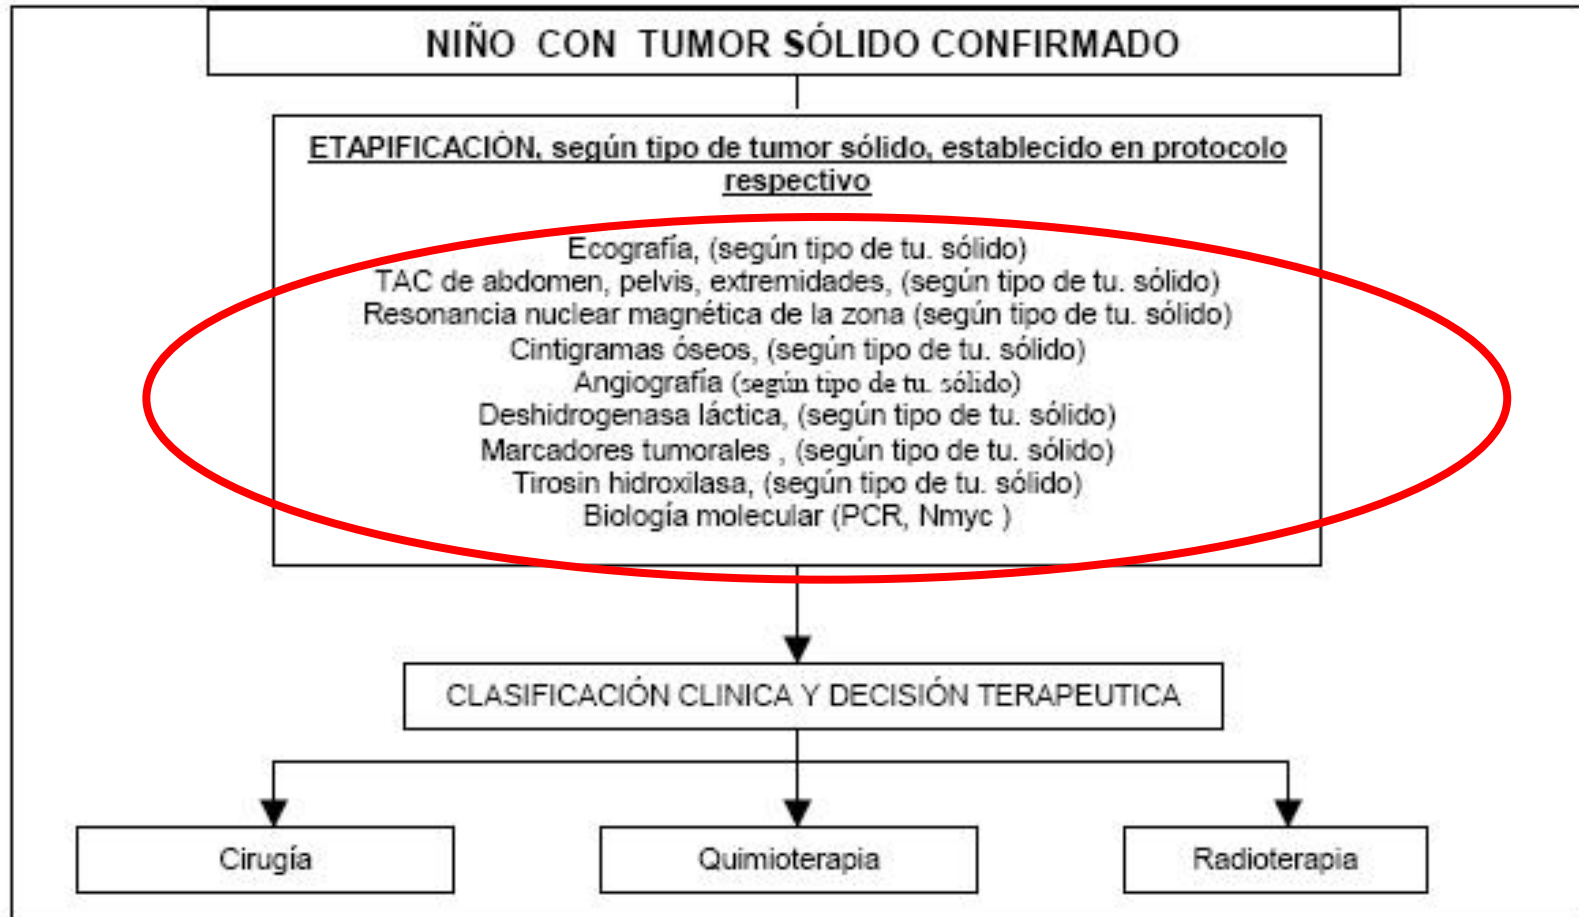 NIÑO CON TUMOR SÓLIDO CONFIRMADO
ETAPIFICACIÓN, según tipo de tumor sólido, establecido en protocolo
respectivo
Ecografía, (según tipo de tu. sólido)
TAC de abdomen, pelvis, extremidades, (según tipo de tu. sólido)
Resonancia nuclear magnética de la zona (según tipo de tu. sólido)
Cintigramas óseos, (según tipo de tu. sólido)
Angiografía (según tipo de tu. sólido)
Deshidrogenasa láctica, (según tipo de tu. sólido)
Marcadores tumorales , (según tipo de tu. sólido)
Tirosin hidroxilasa, (según tipo de tu. sólido)
Biología molecular (PCR, Nmyc )
CLASIFICACIÓN CLINICA Y DECISIÓN TERAPEUTICA
Cirugía
Quimioterapia
Radioterapia